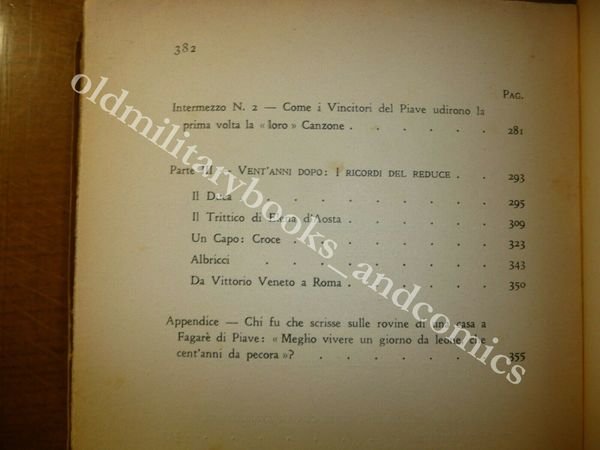 382
PAG.
Intermezzo N. 2 — Come i Vincitori del Piave udirono la
prima volta la « loro » Canzone . . . . . . 281
Parte III - VENT'ANNI DOPO: I RICORDI DEL REDUCE . . 293
Il Duca . . . . . . . . . 295
Il Trittico di Elena d'Aosta . . . . . . 309
Un Capo: Croce . . . . . . . . 323
Albricci . . . . . . . . . 343
Da Vittorio Veneto a Roma . . . . . . 350
Appendice — Chi fu che scrisse sulle rovine di una casa a
Fagarè di Piave: « Meglio vivere un giorno da leone che
cent'anni da pecora »? . . . . . . . 355
oldmilitarybooks_andcomics